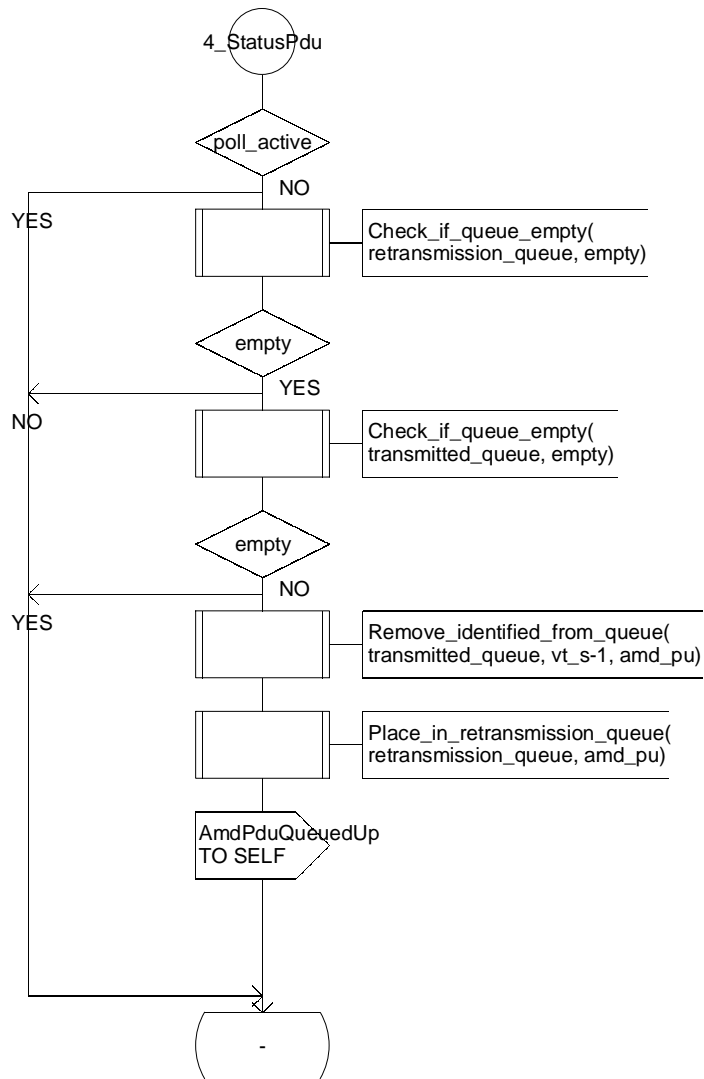 4_StatusPdu
poll_active
NO
YES
Check_if_queue_empty(
retransmission_queue, empty)
empty
YES
NO
Check_if_queue_empty(
transmitted_queue, empty)
empty
NO
YES
Remove_identified_from_queue(
transmitted_queue, vt_s-1, amd_pu)
Place_in_retransmission_queue(
retransmission_queue, amd_pu)
AmdPduQueuedUp
TO SELF
-